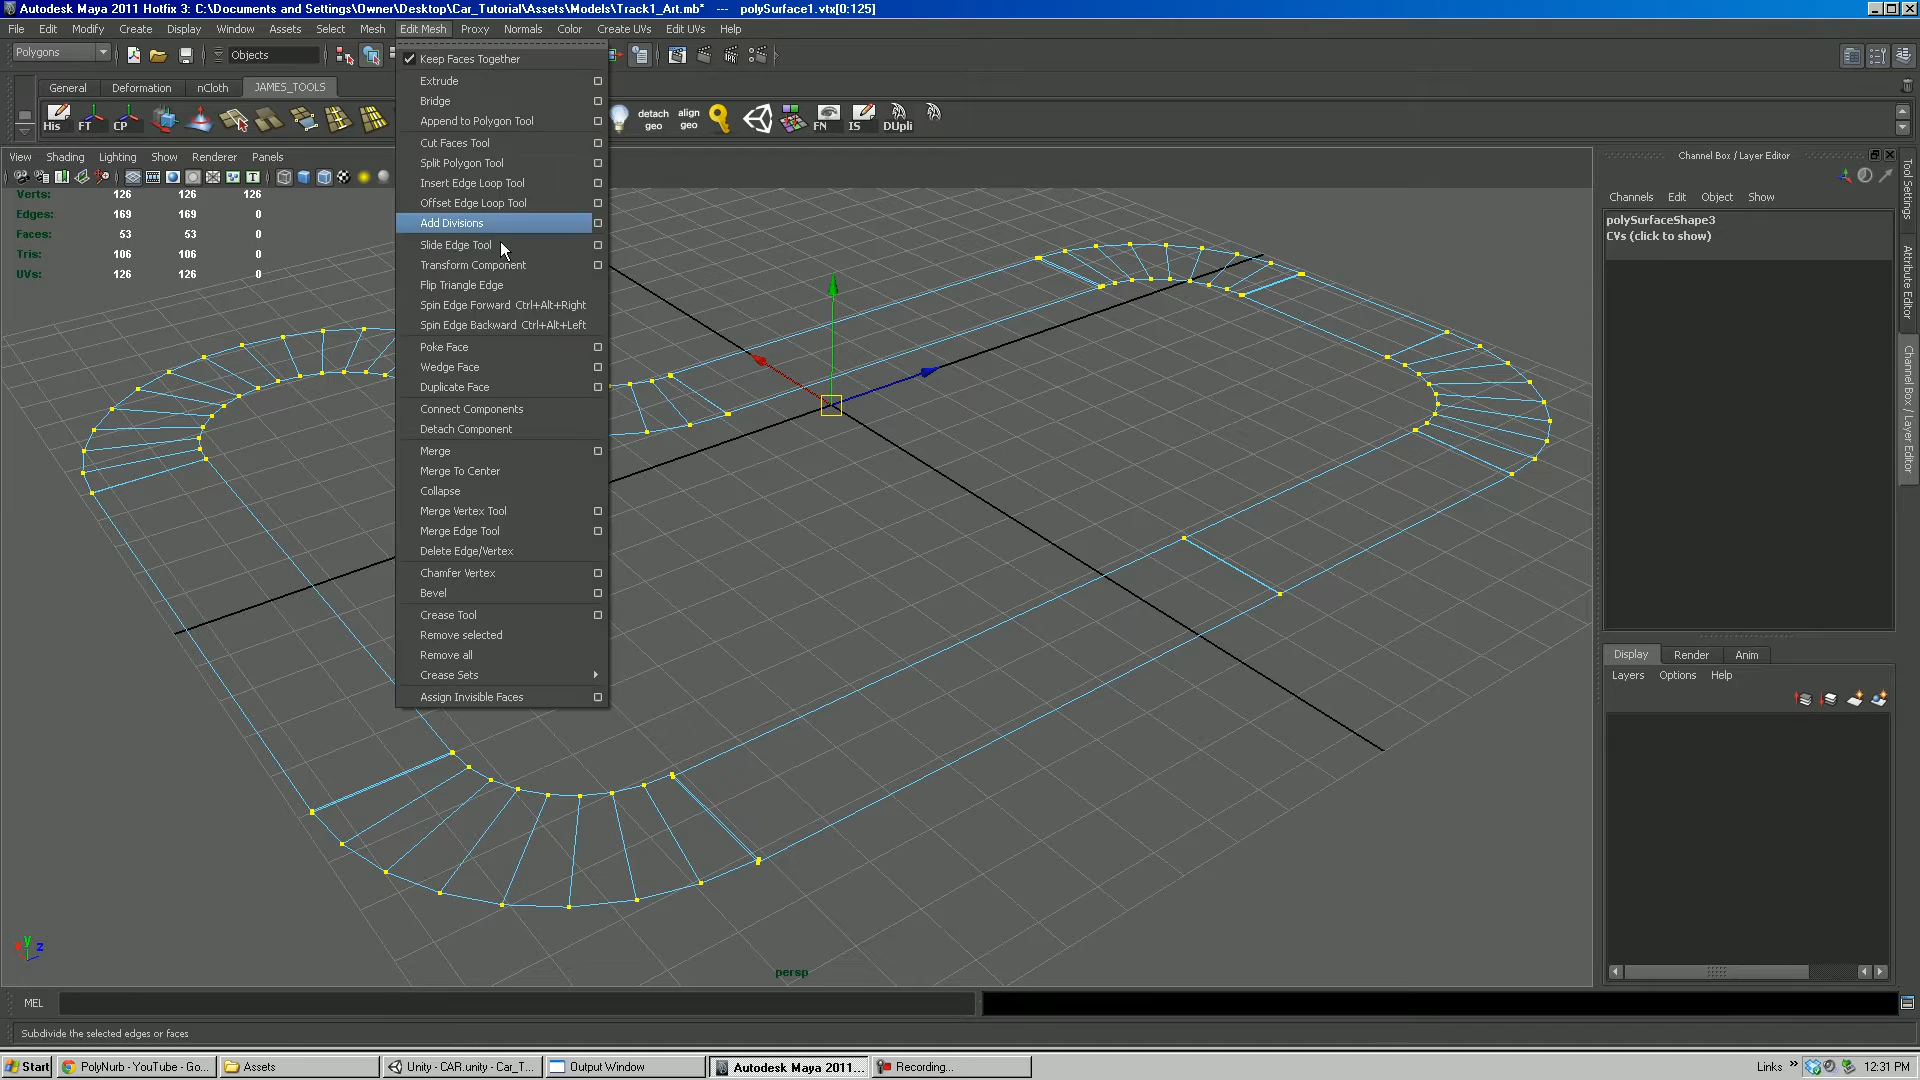 Autodesk Maya 2011 Hotfix 3: C:\Documents and Settings\Owner\Desktop\Car_Tutorial\Assets\Models\Track1_Art.mb* --- polySurface1.vtx[0:125]
File Edit Modify Create Display Window Assets Select Mesh Edit Mesh Proxy Normals Color Create UVs Edit UVs Help
Polygons Objects
General Deformation nCloth JAMES_TOOLS
His FT CP detach geo align geo FN IS DUpli
View Shading Lighting Show Renderer Panels
Verts: 126 126 126
Edges: 169 169 0
Faces: 53 53 0
Tris: 106 106 0
UVs: 126 126 0
Keep Faces Together
Extrude
Bridge
Append to Polygon Tool
Cut Faces Tool
Split Polygon Tool
Insert Edge Loop Tool
Offset Edge Loop Tool
Add Divisions
Slide Edge Tool
Transform Component
Flip Triangle Edge
Spin Edge Forward Ctrl+Alt+Right
Spin Edge Backward Ctrl+Alt+Left
Poke Face
Wedge Face
Duplicate Face
Connect Components
Detach Component
Merge
Merge To Center
Collapse
Merge Vertex Tool
Merge Edge Tool
Delete Edge/Vertex
Chamfer Vertex
Bevel
Crease Tool
Remove selected
Remove all
Crease Sets
Assign Invisible Faces
y
x z
persp
Channel Box / Layer Editor
Channels Edit Object Show
polySurfaceShape3
CVs (click to show)
Tool Settings
Attribute Editor
Channel Box / Layer Editor
Display Render Anim
Layers Options Help
MEL
Subdivide the selected edges or faces
Start PolyNurb - YouTube - Go... Assets Unity - CAR.unity - Car_T... Output Window Autodesk Maya 2011... Recording... Links » 12:31 PM